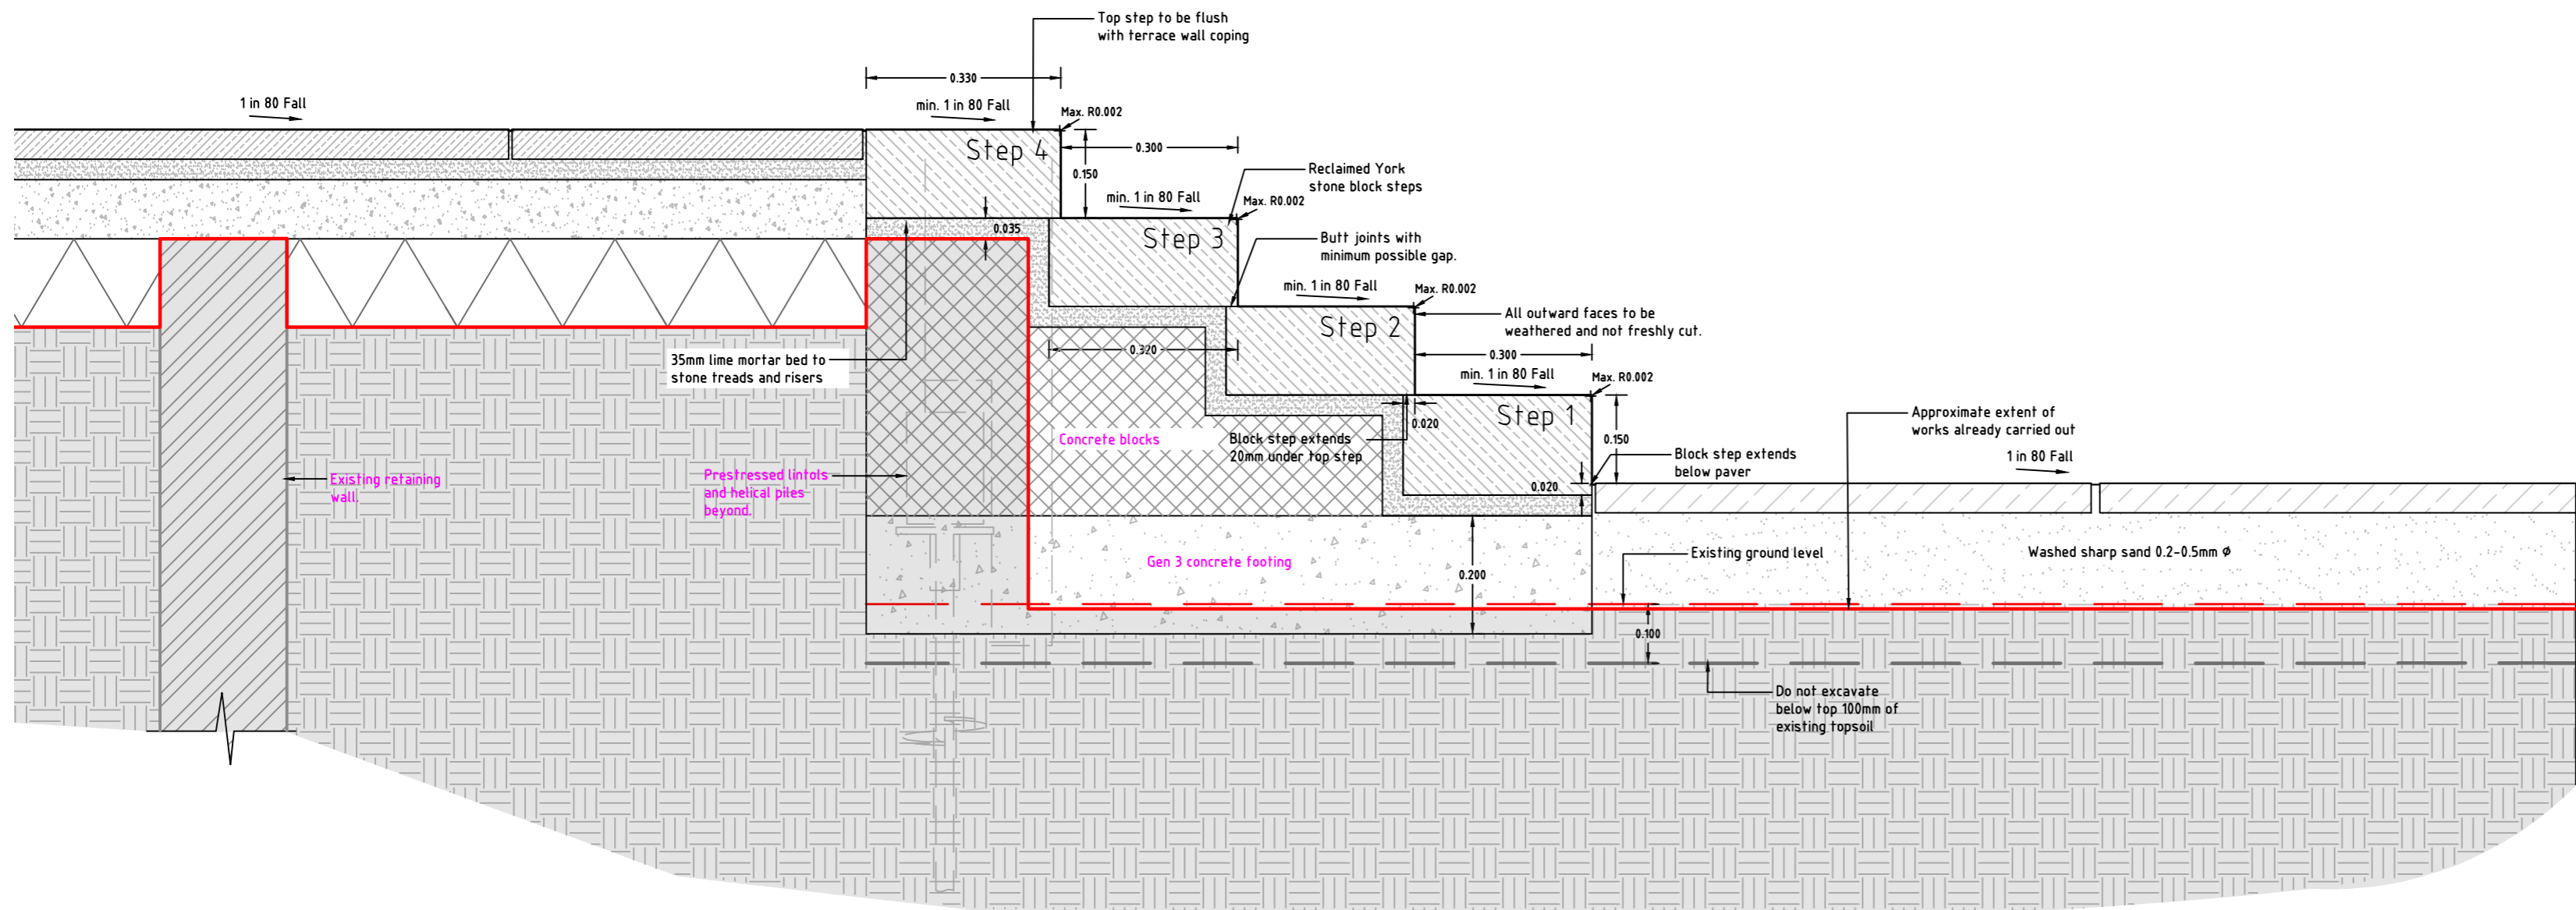 Top step to be flush
with terrace wall coping
0.330
1 in 80 Fall
min. 1 in 80 Fall
Max. R0.002
Step 4
0.300
0.150
Reclaimed York
stone block steps
min. 1 in 80 Fall
Max. R0.002
0.035
Step 3
Butt joints with
minimum possible gap.
min. 1 in 80 Fall
Max. R0.002
All outward faces to be
weathered and not freshly cut.
Step 2
35mm lime mortar bed to
stone treads and risers
0.320
0.300
min. 1 in 80 Fall
Max. R0.002
Step 1
0.020
0.150
Approximate extent of
works already carried out
1 in 80 Fall
Concrete blocks
Block step extends
20mm under top step
Block step extends
below paver
Existing retaining
wall.
Prestressed lintols
and helical piles
beyond.
0.020
Gen 3 concrete footing
0.200
Existing ground level
Washed sharp sand 0.2-0.5mm Ø
0.100
Do not excavate
below top 100mm of
existing topsoil